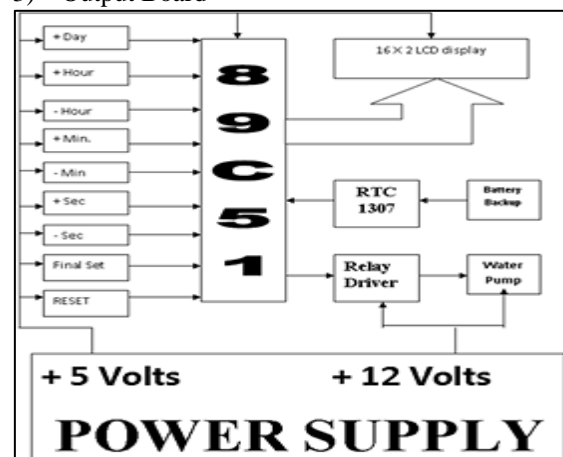 3) Output Board
+ Day
+ Hour
- Hour
+ Min.
- Min
+ Sec
- Sec
Final Set
RESET
8
9
C
5
1
16×2 LCD display
RTC
1307
Battery
Backup
Relay
Driver
Water
Pump
+ 5 Volts
+ 12 Volts
POWER SUPPLY